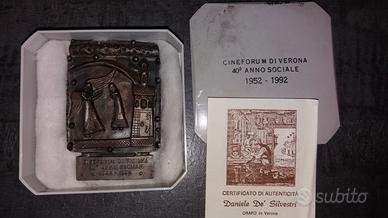 CINEFORUM DI VERONA
40° ANNO SOCIALE
1952 - 1992
CERTIFICATO DI AUTENTICITÀ
Daniele De' Silvestri
ORAFO in Verona
subito